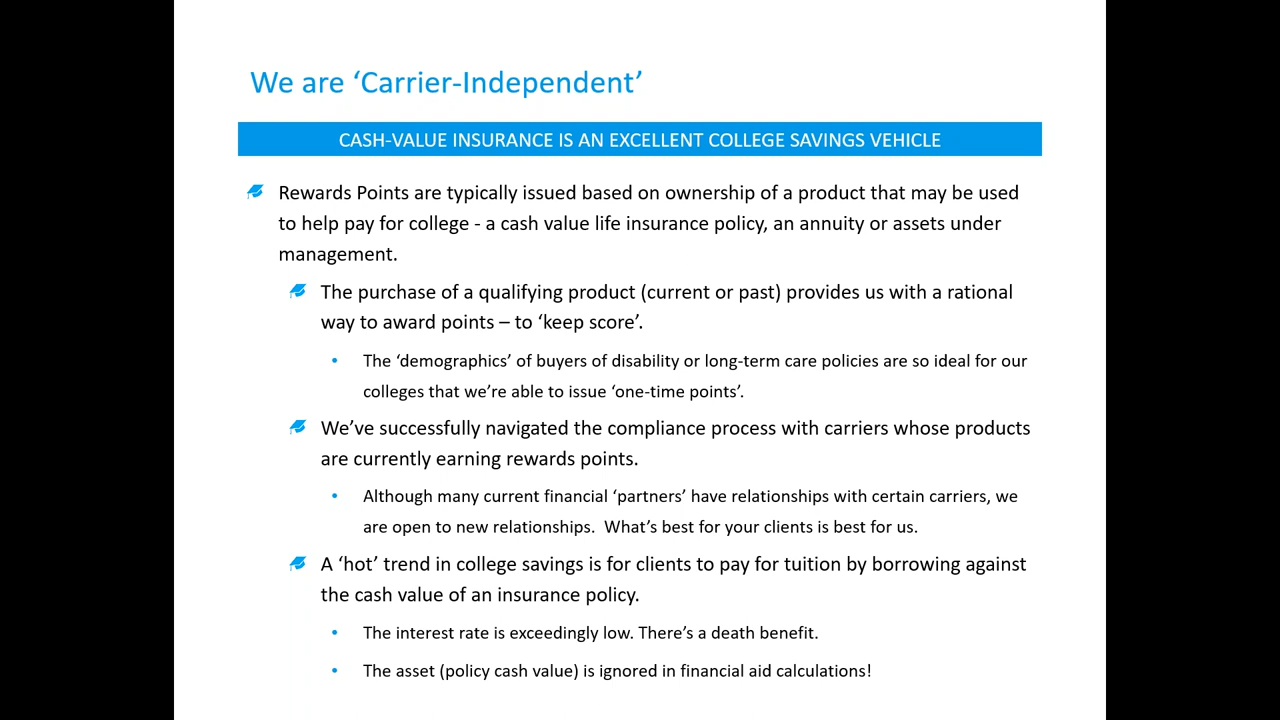 We are ‘Carrier-Independent’
CASH-VALUE INSURANCE IS AN EXCELLENT COLLEGE SAVINGS VEHICLE
Rewards Points are typically issued based on ownership of a product that may be used
to help pay for college - a cash value life insurance policy, an annuity or assets under
management.
The purchase of a qualifying product (current or past) provides us with a rational
way to award points – to ‘keep score’.
• The ‘demographics’ of buyers of disability or long-term care policies are so ideal for our
colleges that we’re able to issue ‘one-time points’.
We’ve successfully navigated the compliance process with carriers whose products
are currently earning rewards points.
• Although many current financial ‘partners’ have relationships with certain carriers, we
are open to new relationships.  What’s best for your clients is best for us.
A ‘hot’ trend in college savings is for clients to pay for tuition by borrowing against
the cash value of an insurance policy.
• The interest rate is exceedingly low. There’s a death benefit.
• The asset (policy cash value) is ignored in financial aid calculations!